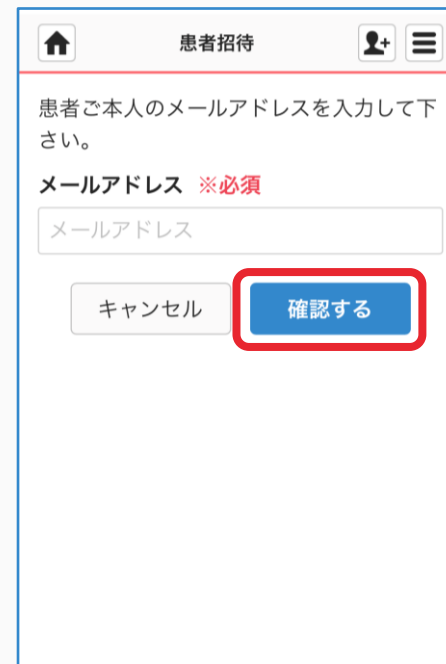 患者招待
患者ご本人のメールアドレスを入力して下
さい。
メールアドレス ※必須
メールアドレス
キャンセル 確認する